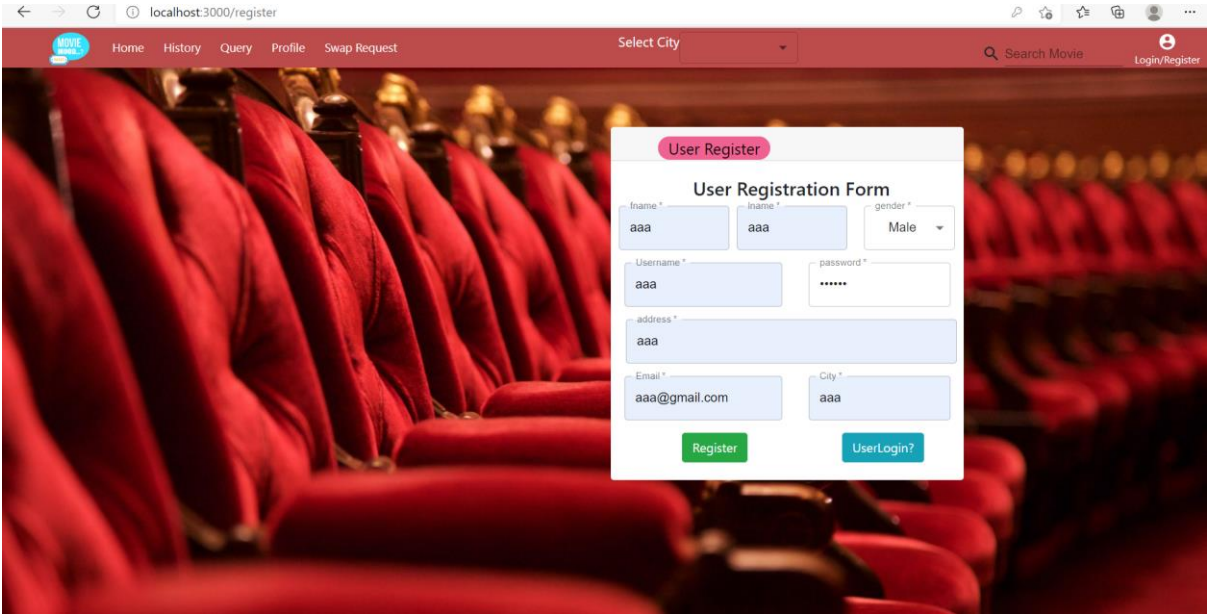 localhost:3000/register
MOVIE
Home History Query Profile Swap Request
Select City
Search Movie
Login/Register
User Register
User Registration Form
fname * lname * gender *
aaa aaa Male
Username * password *
aaa ••••••
address *
aaa
Email * City *
aaa@gmail.com aaa
Register UserLogin?